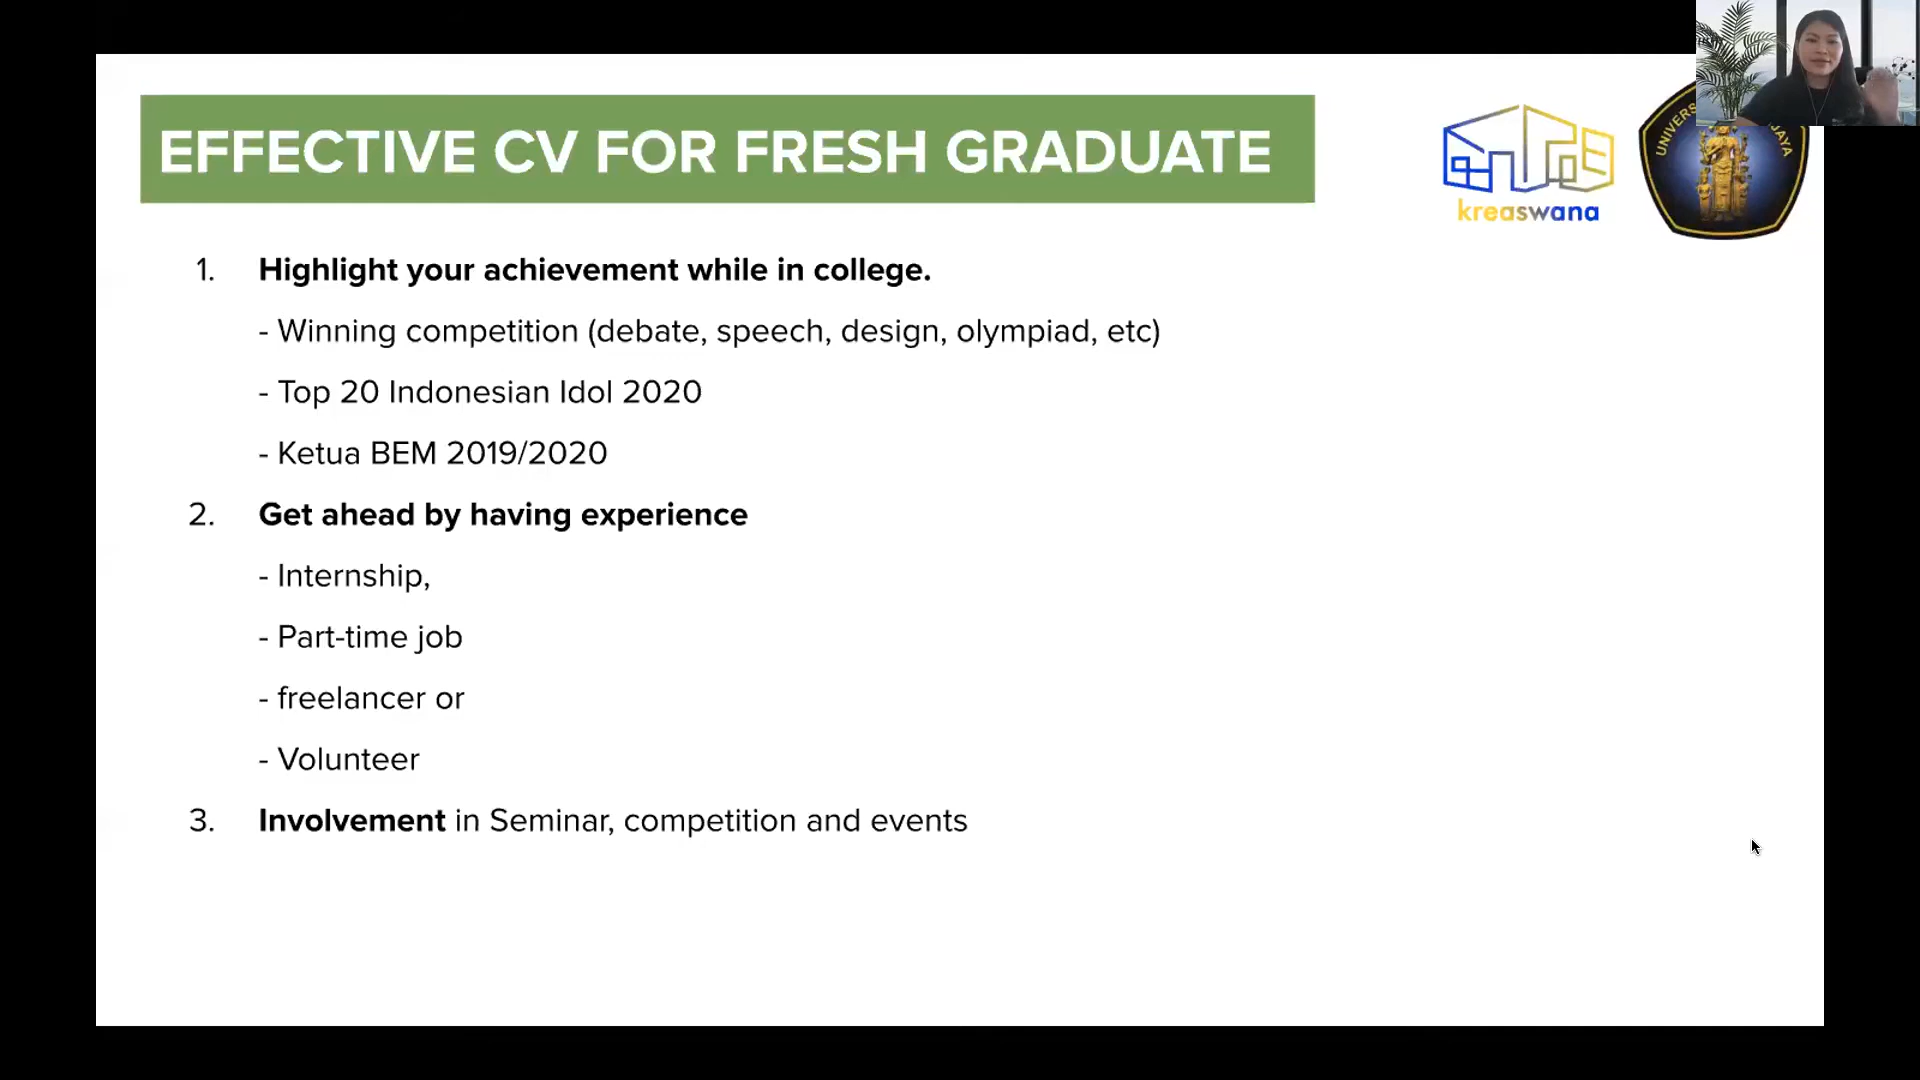 EFFECTIVE CV FOR FRESH GRADUATE
kreaswana
1. Highlight your achievement while in college.
- Winning competition (debate, speech, design, olympiad, etc)
- Top 20 Indonesian Idol 2020
- Ketua BEM 2019/2020
2. Get ahead by having experience
- Internship,
- Part-time job
- freelancer or
- Volunteer
3. Involvement in Seminar, competition and events